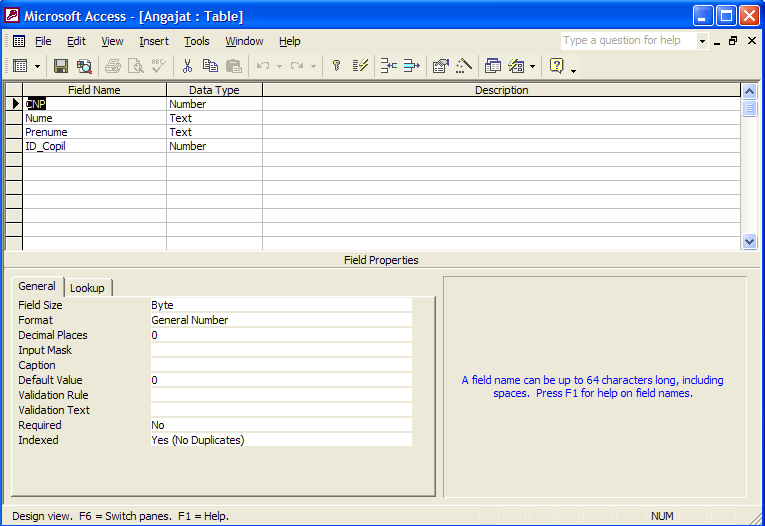 Microsoft Access - [Angajat : Table]
File Edit View Insert Tools Window Help Type a question for help
Field Name Data Type Description
CNP Number
Nume Text
Prenume Text
ID_Copil Number
Field Properties
General Lookup
Field Size Byte
Format General Number
Decimal Places 0
Input Mask
Caption
Default Value 0
Validation Rule
Validation Text
Required No
Indexed Yes (No Duplicates)
A field name can be up to 64 characters long, including
spaces. Press F1 for help on field names.
Design view. F6 = Switch panes. F1 = Help. NUM